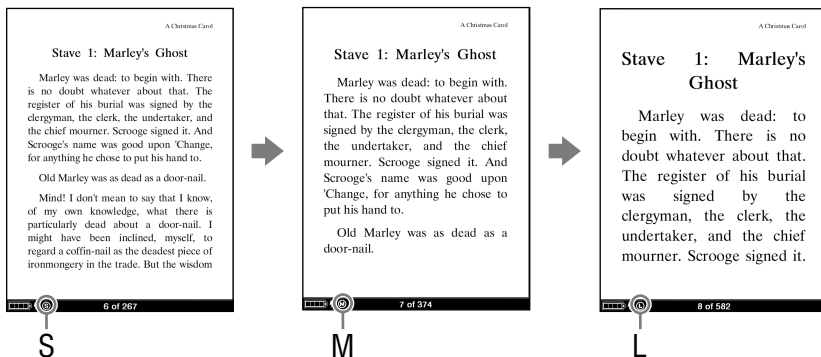 A Christmas Carol
Stave 1: Marley's Ghost
Marley was dead: to begin with. There
is no doubt whatever about that. The
register of his burial was signed by the
clergyman, the clerk, the undertaker, and
the chief mourner. Scrooge signed it. And
Scrooge's name was good upon 'Change,
for anything he chose to put his hand to.
Old Marley was as dead as a door-nail.
Mind! I don't mean to say that I know,
of my own knowledge, what there is
particularly dead about a door-nail. I
might have been inclined, myself, to
regard a coffin-nail as the deadest piece of
ironmongery in the trade. But the wisdom
S 6 of 267
S
A Christmas Carol
Stave 1: Marley's Ghost
Marley was dead: to begin with.
There is no doubt whatever about
that. The register of his burial was
signed by the clergyman, the clerk,
the undertaker, and the chief
mourner. Scrooge signed it. And
Scrooge's name was good upon
'Change, for anything he chose to
put his hand to.
Old Marley was as dead as a
door-nail.
M 7 of 374
M
A Christmas Carol
Stave 1: Marley's
Ghost
Marley was dead: to
begin with. There is no
doubt whatever about that.
The register of his burial
was signed by the
clergyman, the clerk, the
undertaker, and the chief
mourner. Scrooge signed it.
L 8 of 582
L